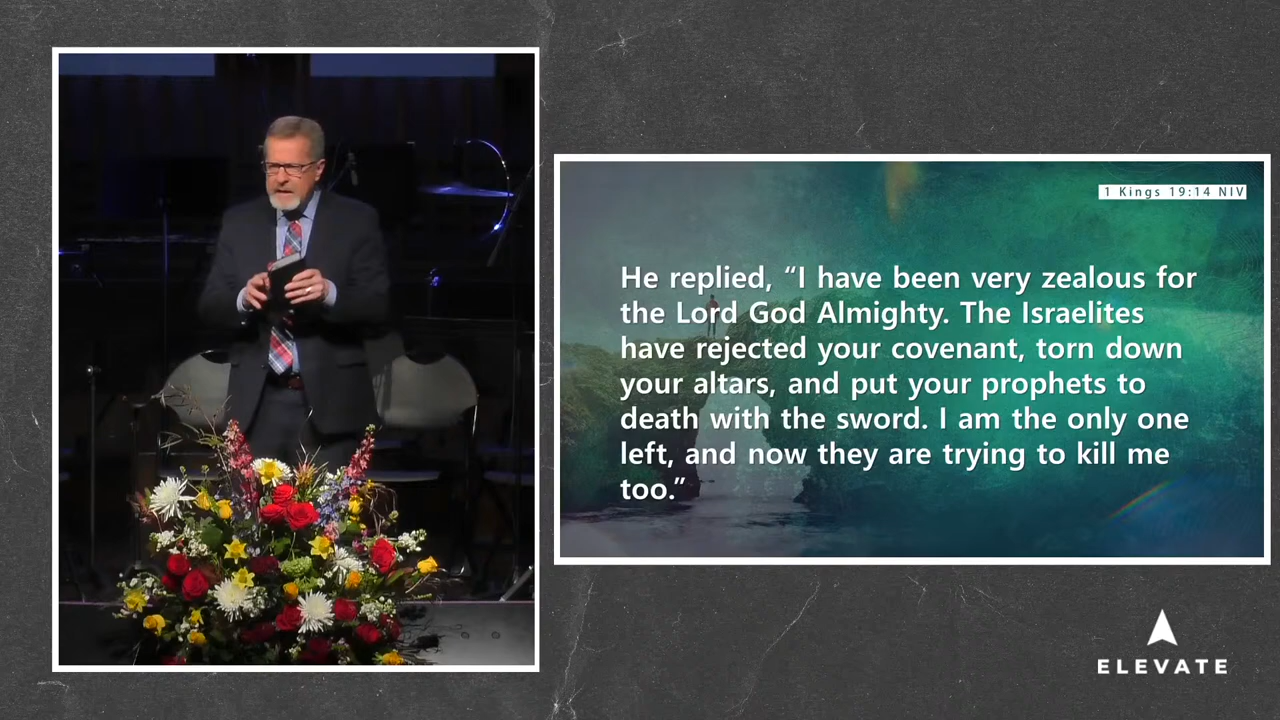 1 Kings 19:14 NIV
He replied, “I have been very zealous for
the Lord God Almighty. The Israelites
have rejected your covenant, torn down
your altars, and put your prophets to
death with the sword. I am the only one
left, and now they are trying to kill me
too.”
ELEVATE